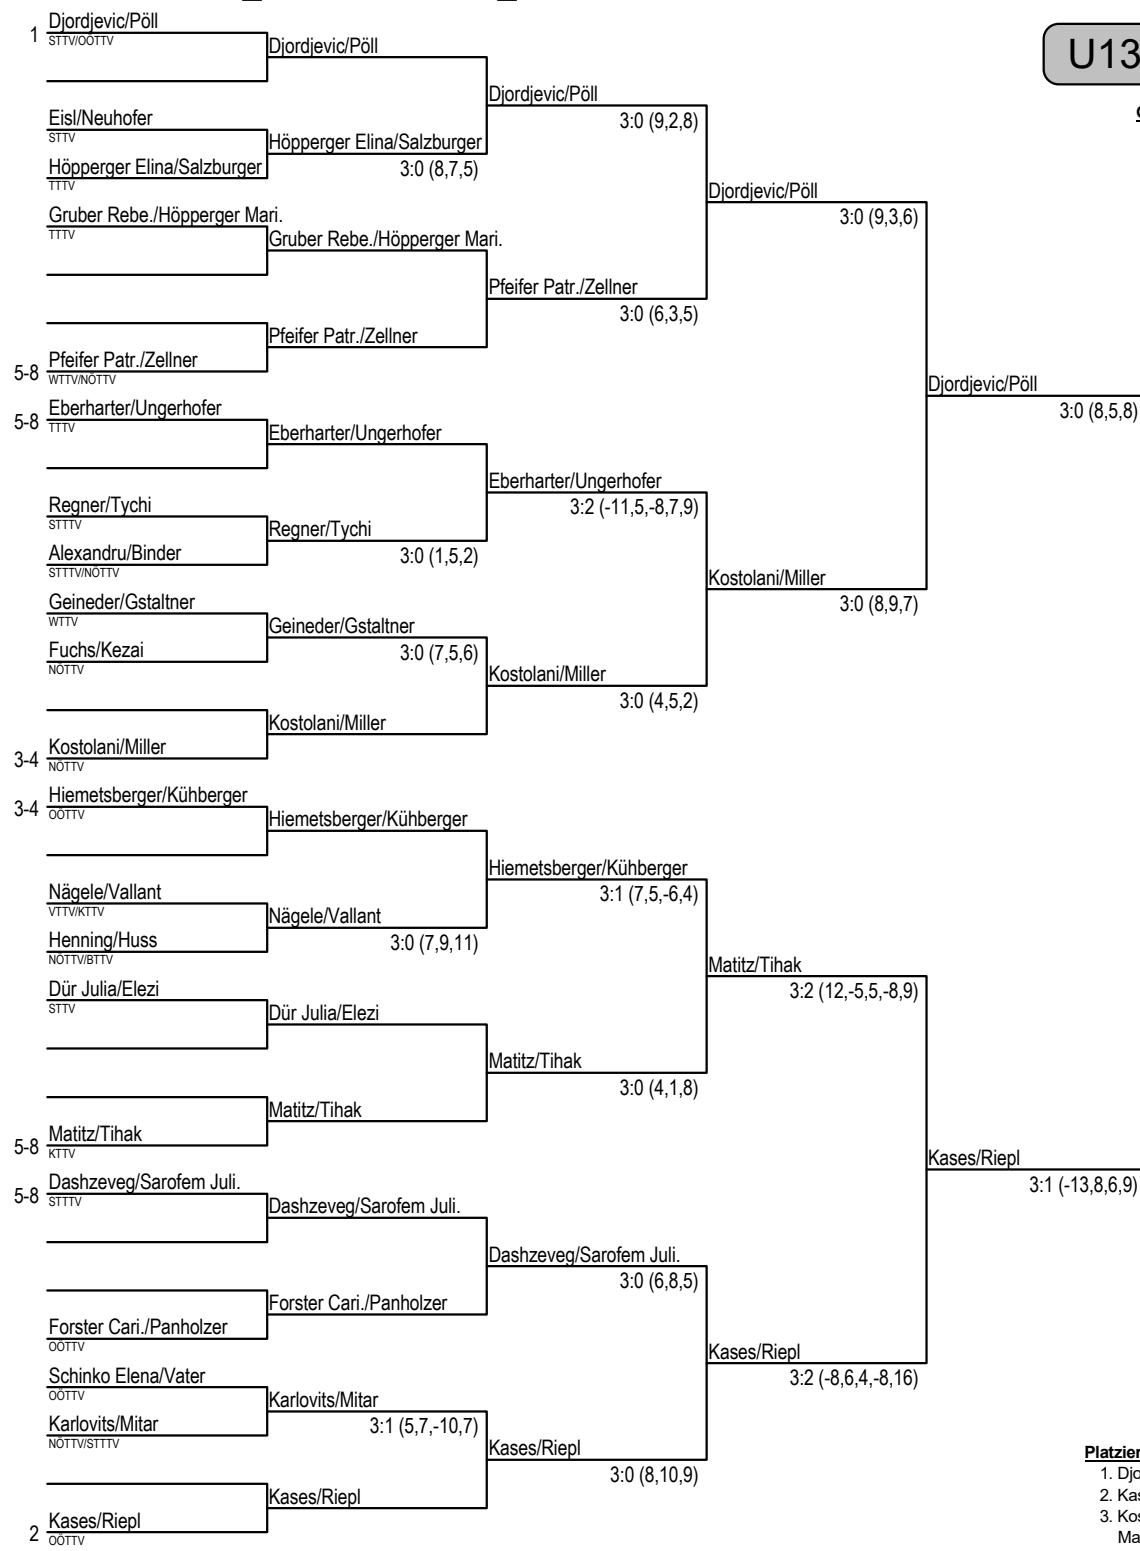 Djordjevic/Pöll
1
STTV/OÖTTV
Djordjevic/Pöll
U13
Djordjevic/Pöll
3:0 (9,2,8)
Eisl/Neuhofer
STTV
Höpperger Elina/Salzburger
3:0 (8,7,5)
Höpperger Elina/Salzburger
TTTV
Djordjevic/Pöll
3:0 (9,3,6)
Gruber Rebe./Höpperger Mari.
TTTV
Gruber Rebe./Höpperger Mari.
Pfeifer Patr./Zellner
3:0 (6,3,5)
Pfeifer Patr./Zellner
5-8
Pfeifer Patr./Zellner
WTTV/NÖTTV
Djordjevic/Pöll
3:0 (8,5,8)
5-8
Eberharter/Ungerhofer
TTTV
Eberharter/Ungerhofer
Eberharter/Ungerhofer
3:2 (-11,5,-8,7,9)
Regner/Tychi
STTTV
Regner/Tychi
3:0 (1,5,2)
Alexandru/Binder
STTTV/NÖTTV
Kostolani/Miller
3:0 (8,9,7)
Geineder/Gstaltner
WTTV
Geineder/Gstaltner
3:0 (7,5,6)
Fuchs/Kezai
NÖTTV
Kostolani/Miller
3:0 (4,5,2)
Kostolani/Miller
3-4
Kostolani/Miller
NÖTTV
3-4
Hiemetsberger/Kühberger
OÖTTV
Hiemetsberger/Kühberger
Hiemetsberger/Kühberger
3:1 (7,5,-6,4)
Nägele/Vallant
VTTV/KTTV
Nägele/Vallant
3:0 (7,9,11)
Henning/Huss
NÖTTV/BTTV
Matitz/Tihak
3:2 (12,-5,5,-8,9)
Dür Julia/Elezi
STTV
Dür Julia/Elezi
Matitz/Tihak
3:0 (4,1,8)
Matitz/Tihak
5-8
Matitz/Tihak
KTTV
Kases/Riepl
3:1 (-13,8,6,9)
5-8
Dashzeveg/Sarofem Juli.
STTTV
Dashzeveg/Sarofem Juli.
Dashzeveg/Sarofem Juli.
3:0 (6,8,5)
Forster Cari./Panholzer
Forster Cari./Panholzer
OÖTTV
Kases/Riepl
3:2 (-8,6,4,-8,16)
Schinko Elena/Vater
OÖTTV
Karlovits/Mitar
3:1 (5,7,-10,7)
Karlovits/Mitar
NÖTTV/STTTV
Kases/Riepl
3:0 (8,10,9)
Kases/Riepl
2
Kases/Riepl
OÖTTV
Platzier
1. Djo
2. Kas
3. Kos
Ma